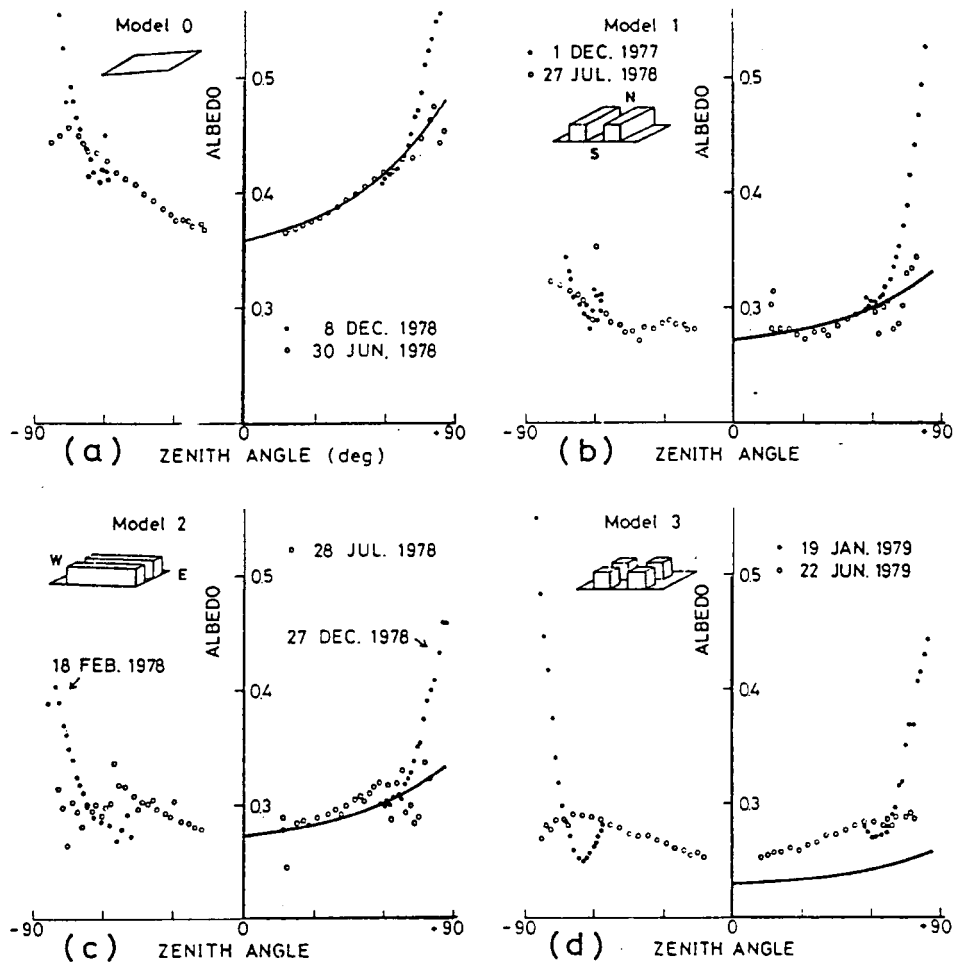 Model 0
ALBEDO
0.5
0.4
0.3
8 DEC. 1978
30 JUN. 1978
-90
0
90
(a)
ZENITH ANGLE (deg)
Model 1
1 DEC. 1977
27 JUL. 1978
N
S
ALBEDO
0.5
0.4
0.3
-90
0
90
(b)
ZENITH ANGLE
Model 2
W
E
ALBEDO
28 JUL. 1978
27 DEC. 1978
18 FEB. 1978
0.5
0.4
0.3
-90
0
90
(c)
ZENITH ANGLE
Model 3
19 JAN. 1979
22 JUN. 1979
ALBEDO
0.5
0.4
0.3
-90
0
90
(d)
ZENITH ANGLE